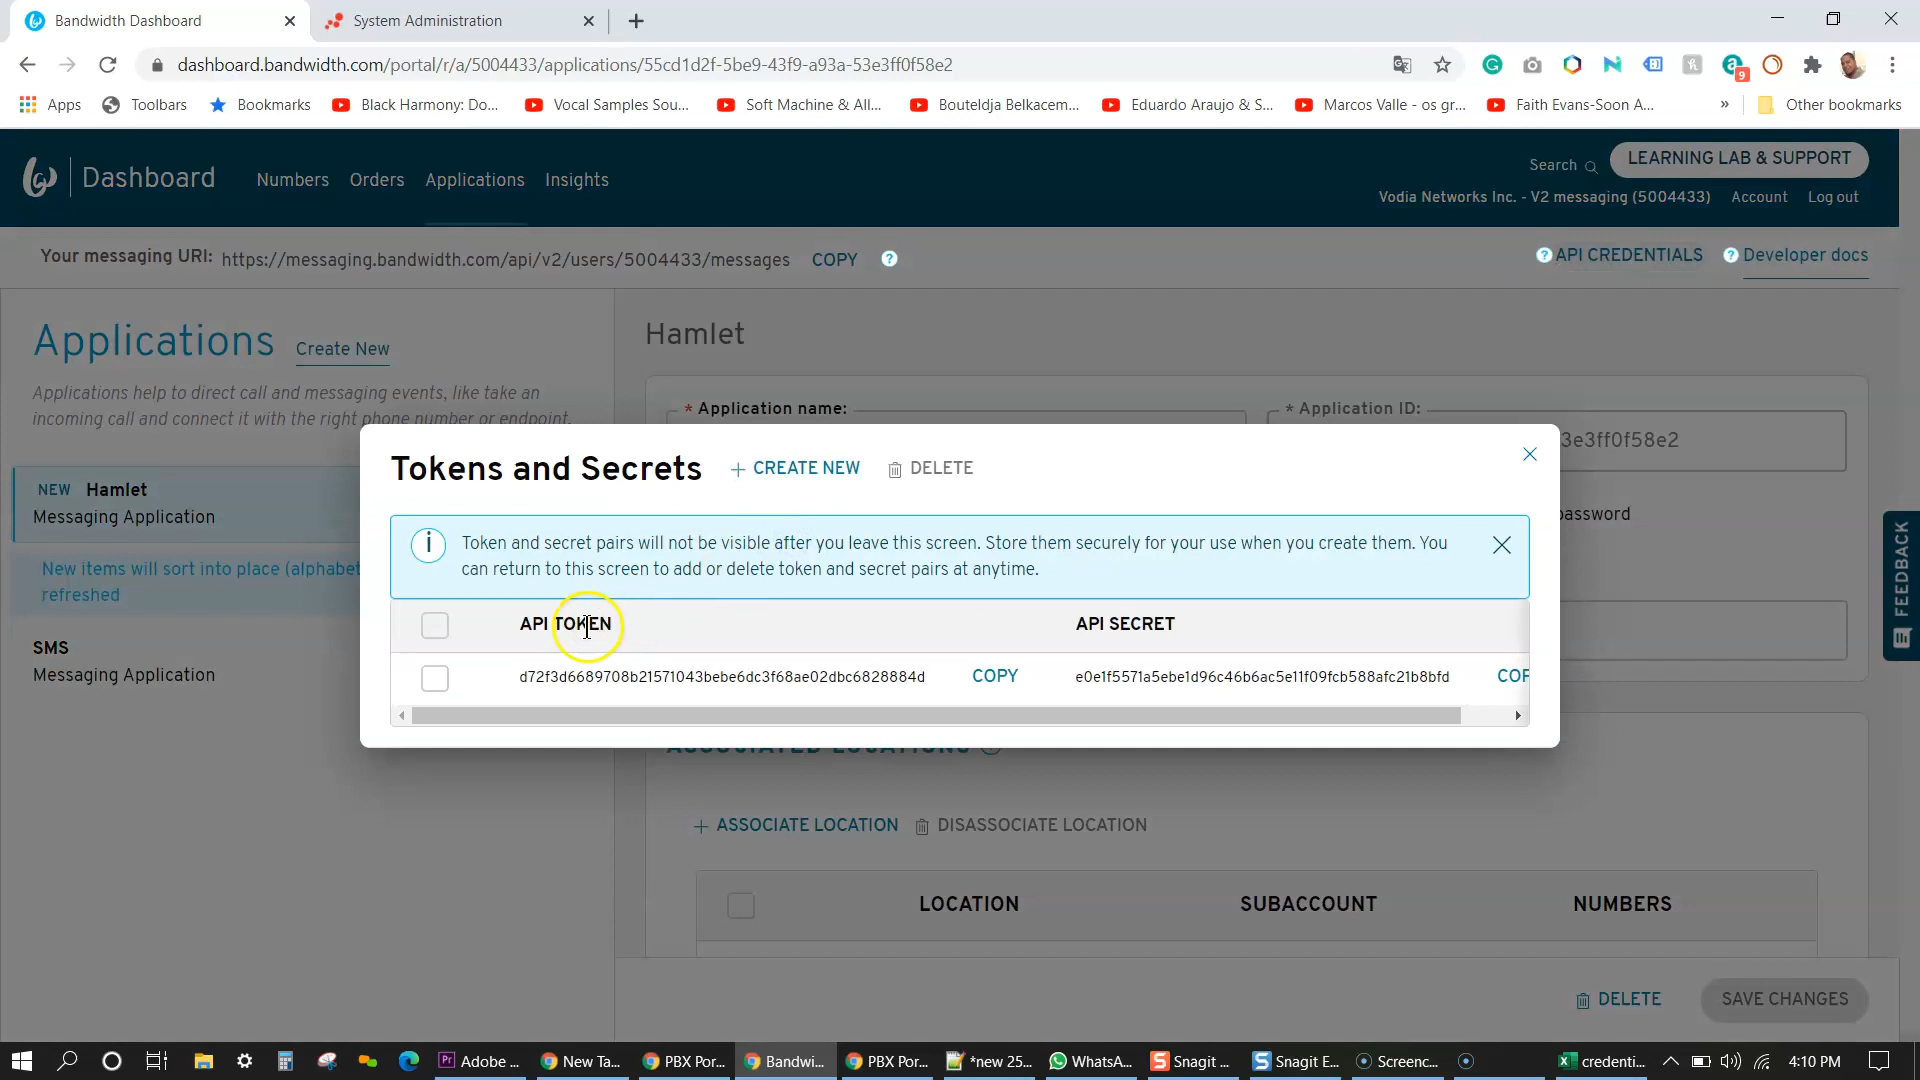 Bandwidth Dashboard
System Administration
dashboard.bandwidth.com/portal/r/a/5004433/applications/55cd1d2f-5be9-43f9-a93a-53e3ff0f58e2
9
Apps Toolbars Bookmarks Black Harmony: Do... Vocal Samples Sou... Soft Machine & All... Bouteldja Belkacem... Eduardo Araujo & S... Marcos Valle - os gr... Faith Evans-Soon A... » Other bookmarks
Dashboard Numbers Orders Applications Insights
Search LEARNING LAB & SUPPORT
Vodia Networks Inc. - V2 messaging (5004433) Account Log out
Your messaging URI: https://messaging.bandwidth.com/api/v2/users/5004433/messages COPY ? ? API CREDENTIALS ? Developer docs
Applications Create New
Applications help to direct call and messaging events, like take an
incoming call and connect it with the right phone number or endpoint.
NEW Hamlet
Messaging Application
New items will sort into place (alphabet
refreshed
SMS
Messaging Application
Hamlet
* Application name: * Application ID:
3e3ff0f58e2
password
Tokens and Secrets + CREATE NEW DELETE
Token and secret pairs will not be visible after you leave this screen. Store them securely for your use when you create them. You
can return to this screen to add or delete token and secret pairs at anytime.
API TOKEN API SECRET
d72f3d6689708b21571043bebe6dc3f68ae02dbc6828884d COPY e0e1f5571a5ebe1d96c46b6ac5e11f09fcb588afc21b8bfd COP
ASSOCIATED LOCATIONS
+ ASSOCIATE LOCATION DISASSOCIATE LOCATION
LOCATION SUBACCOUNT NUMBERS
DELETE SAVE CHANGES
FEEDBACK
Adobe ... New Ta... PBX Por... Bandwi... PBX Por... *new 25... WhatsA... Snagit ... Snagit E... Screenc... credenti... 4:10 PM